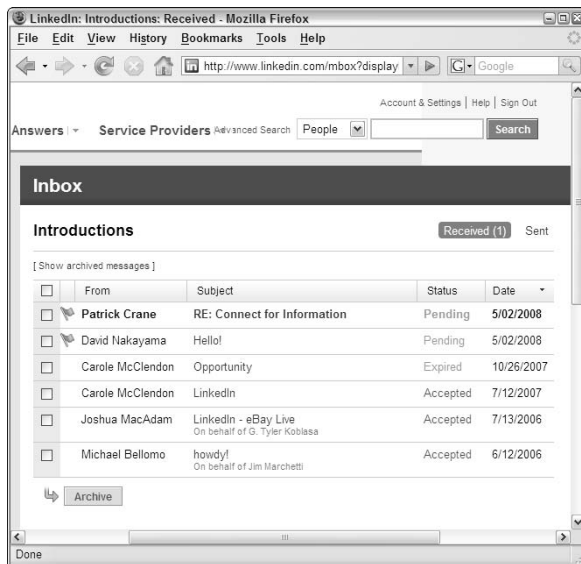 LinkedIn: Introductions: Received - Mozilla Firefox
File Edit View History Bookmarks Tools Help
http://www.linkedin.com/mbox?display G Google
Account & Settings | Help | Sign Out
Answers Service Providers Advanced Search People Search
Inbox
Introductions Received (1) Sent
[ Show archived messages ]
From Subject Status Date
Patrick Crane RE: Connect for Information Pending 5/02/2008
David Nakayama Hello! Pending 5/02/2008
Carole McClendon Opportunity Expired 10/26/2007
Carole McClendon LinkedIn Accepted 7/12/2007
Joshua MacAdam LinkedIn - eBay Live Accepted 7/13/2006
On behalf of G. Tyler Koblasa
Michael Bellomo howdy! Accepted 6/12/2006
On behalf of Jim Marchetti
Archive
Done